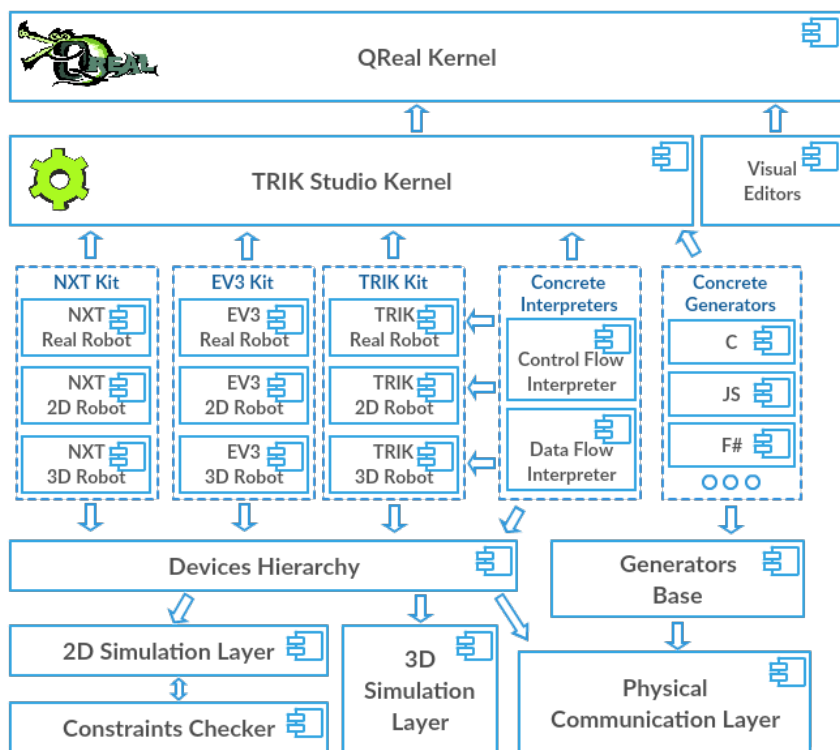 QREAL
QReal Kernel
TRIK Studio Kernel
Visual
Editors
NXT Kit
NXT
Real Robot
NXT
2D Robot
NXT
3D Robot
EV3 Kit
EV3
Real Robot
EV3
2D Robot
EV3
3D Robot
TRIK Kit
TRIK
Real Robot
TRIK
2D Robot
TRIK
3D Robot
Concrete
Interpreters
Control Flow
Interpreter
Data Flow
Interpreter
Concrete
Generators
C
JS
F#
Devices Hierarchy
Generators
Base
2D Simulation Layer
3D
Simulation
Layer
Physical
Communication Layer
Constraints Checker